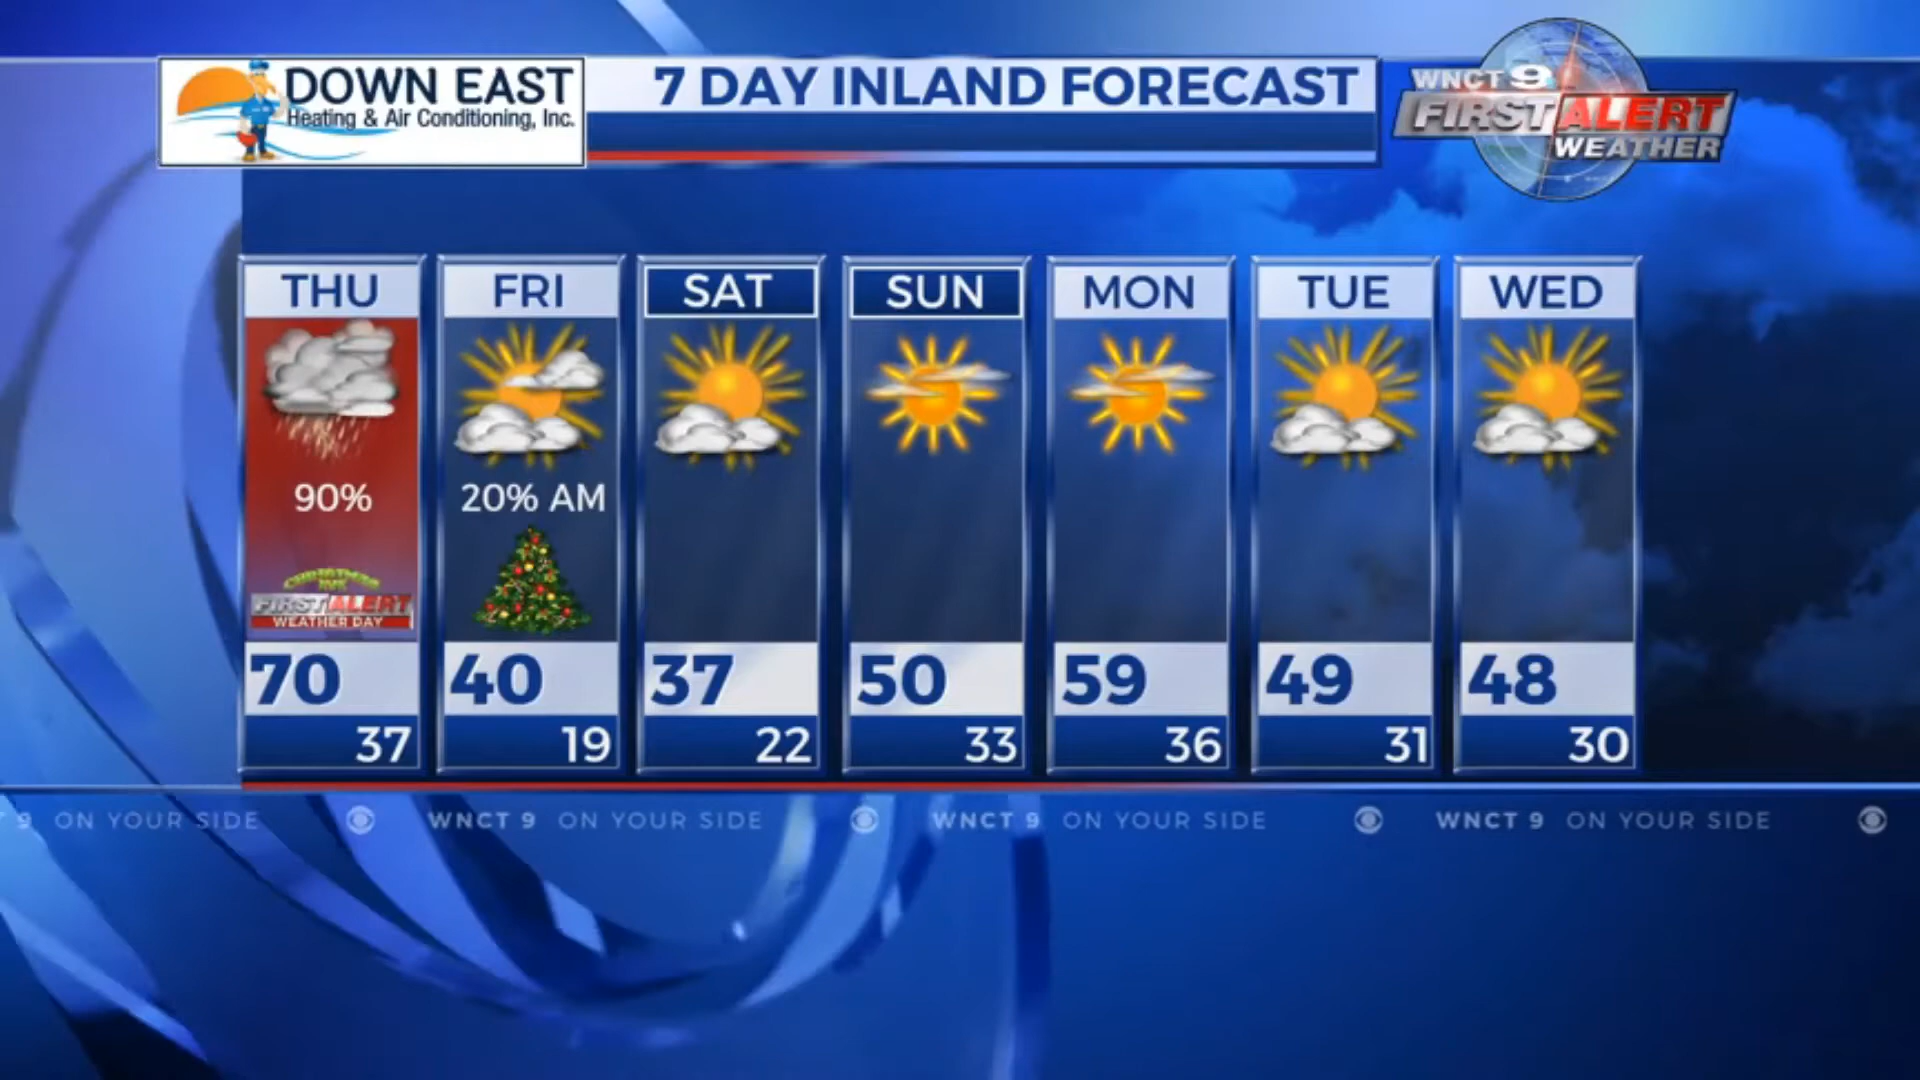 DOWN EAST
Heating & Air Conditioning, Inc.
7 DAY INLAND FORECAST
WNCT 9
FIRST ALERT
WEATHER
THU
FRI
SAT
SUN
MON
TUE
WED
90%
20% AM
CHRISTMAS
EVE
FIRST ALERT
WEATHER DAY
70
40
37
50
59
49
48
37
19
22
33
36
31
30
9 ON YOUR SIDE WNCT 9 ON YOUR SIDE WNCT 9 ON YOUR SIDE WNCT 9 ON YOUR SIDE